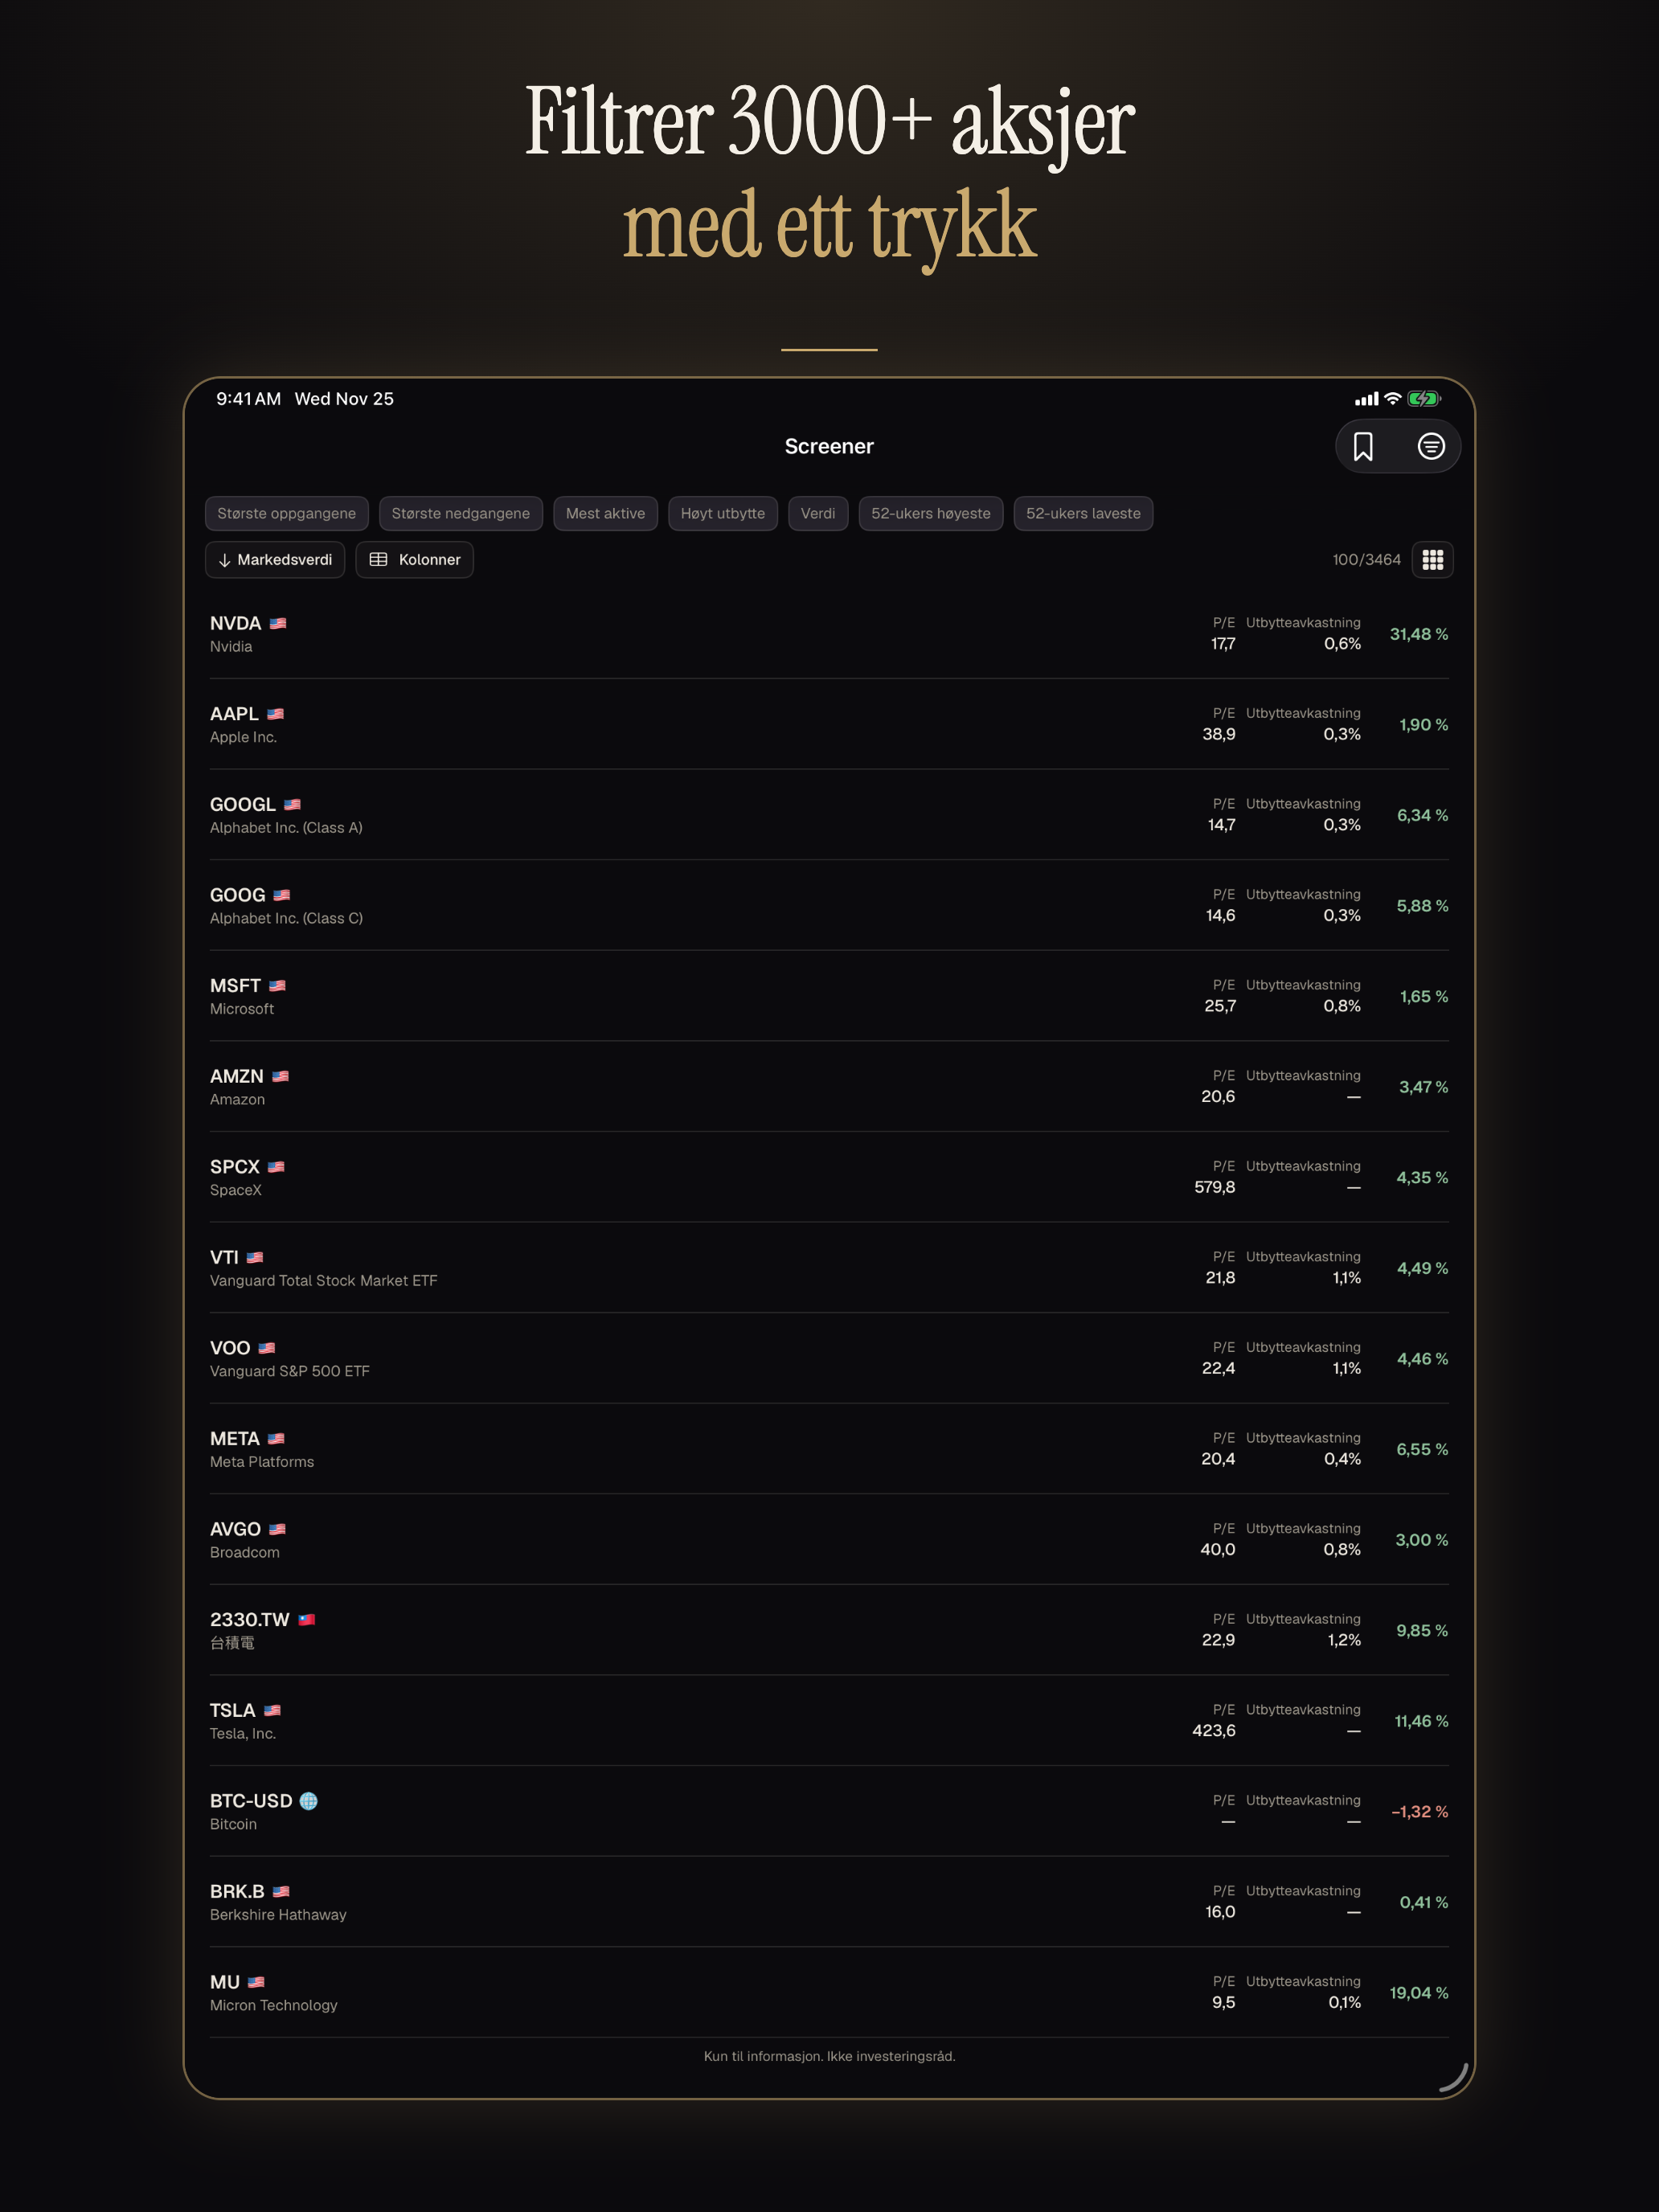 Filtrer 3000+ aksjer
med ett trykk
9:41 AM Wed Nov 25
Screener
Største oppgangene Største nedgangene Mest aktive Høyt utbytte Verdi 52-ukers høyeste 52-ukers laveste
↓ Markedsverdi Kolonner 100/3464
NVDA P/E Utbytteavkastning 31,48 %
Nvidia 17,7 0,6%
AAPL P/E Utbytteavkastning 1,90 %
Apple Inc. 38,9 0,3%
GOOGL P/E Utbytteavkastning 6,34 %
Alphabet Inc. (Class A) 14,7 0,3%
GOOG P/E Utbytteavkastning 5,88 %
Alphabet Inc. (Class C) 14,6 0,3%
MSFT P/E Utbytteavkastning 1,65 %
Microsoft 25,7 0,8%
AMZN P/E Utbytteavkastning 3,47 %
Amazon 20,6 —
SPCX P/E Utbytteavkastning 4,35 %
SpaceX 579,8 —
VTI P/E Utbytteavkastning 4,49 %
Vanguard Total Stock Market ETF 21,8 1,1%
VOO P/E Utbytteavkastning 4,46 %
Vanguard S&P 500 ETF 22,4 1,1%
META P/E Utbytteavkastning 6,55 %
Meta Platforms 20,4 0,4%
AVGO P/E Utbytteavkastning 3,00 %
Broadcom 40,0 0,8%
2330.TW P/E Utbytteavkastning 9,85 %
台積電 22,9 1,2%
TSLA P/E Utbytteavkastning 11,46 %
Tesla, Inc. 423,6 —
BTC-USD P/E Utbytteavkastning −1,32 %
Bitcoin — —
BRK.B P/E Utbytteavkastning 0,41 %
Berkshire Hathaway 16,0 —
MU P/E Utbytteavkastning 19,04 %
Micron Technology 9,5 0,1%
Kun til informasjon. Ikke investeringsråd.